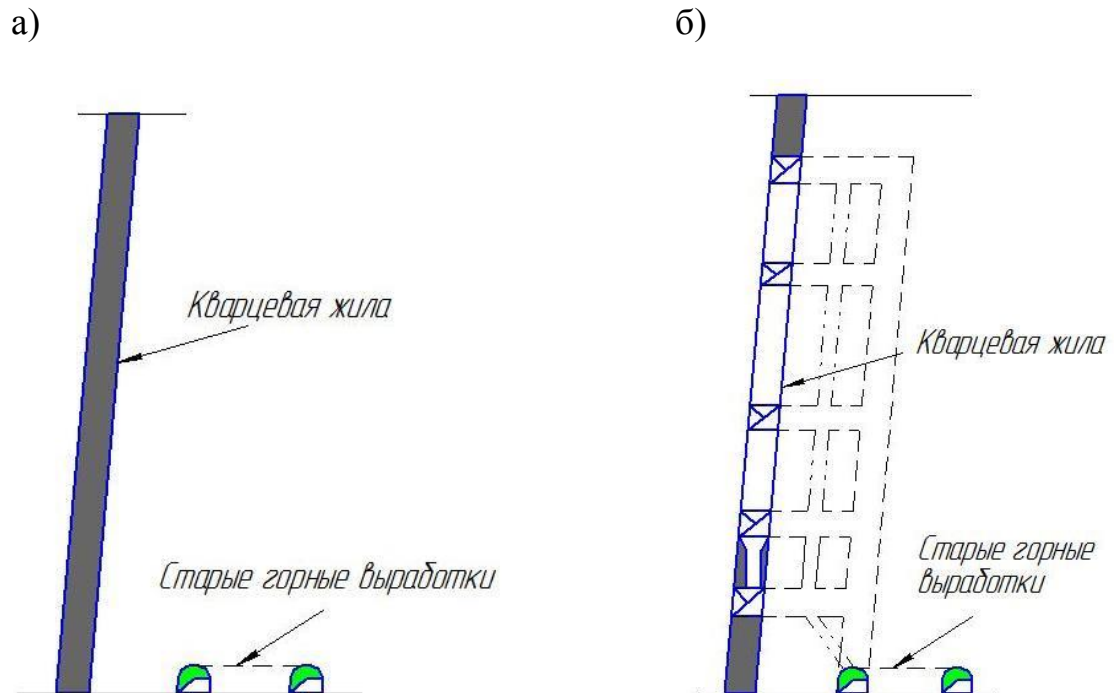 а)
б)
Кварцевая жила
Старые горные выработки
Кварцевая жила
Старые горные
выработки